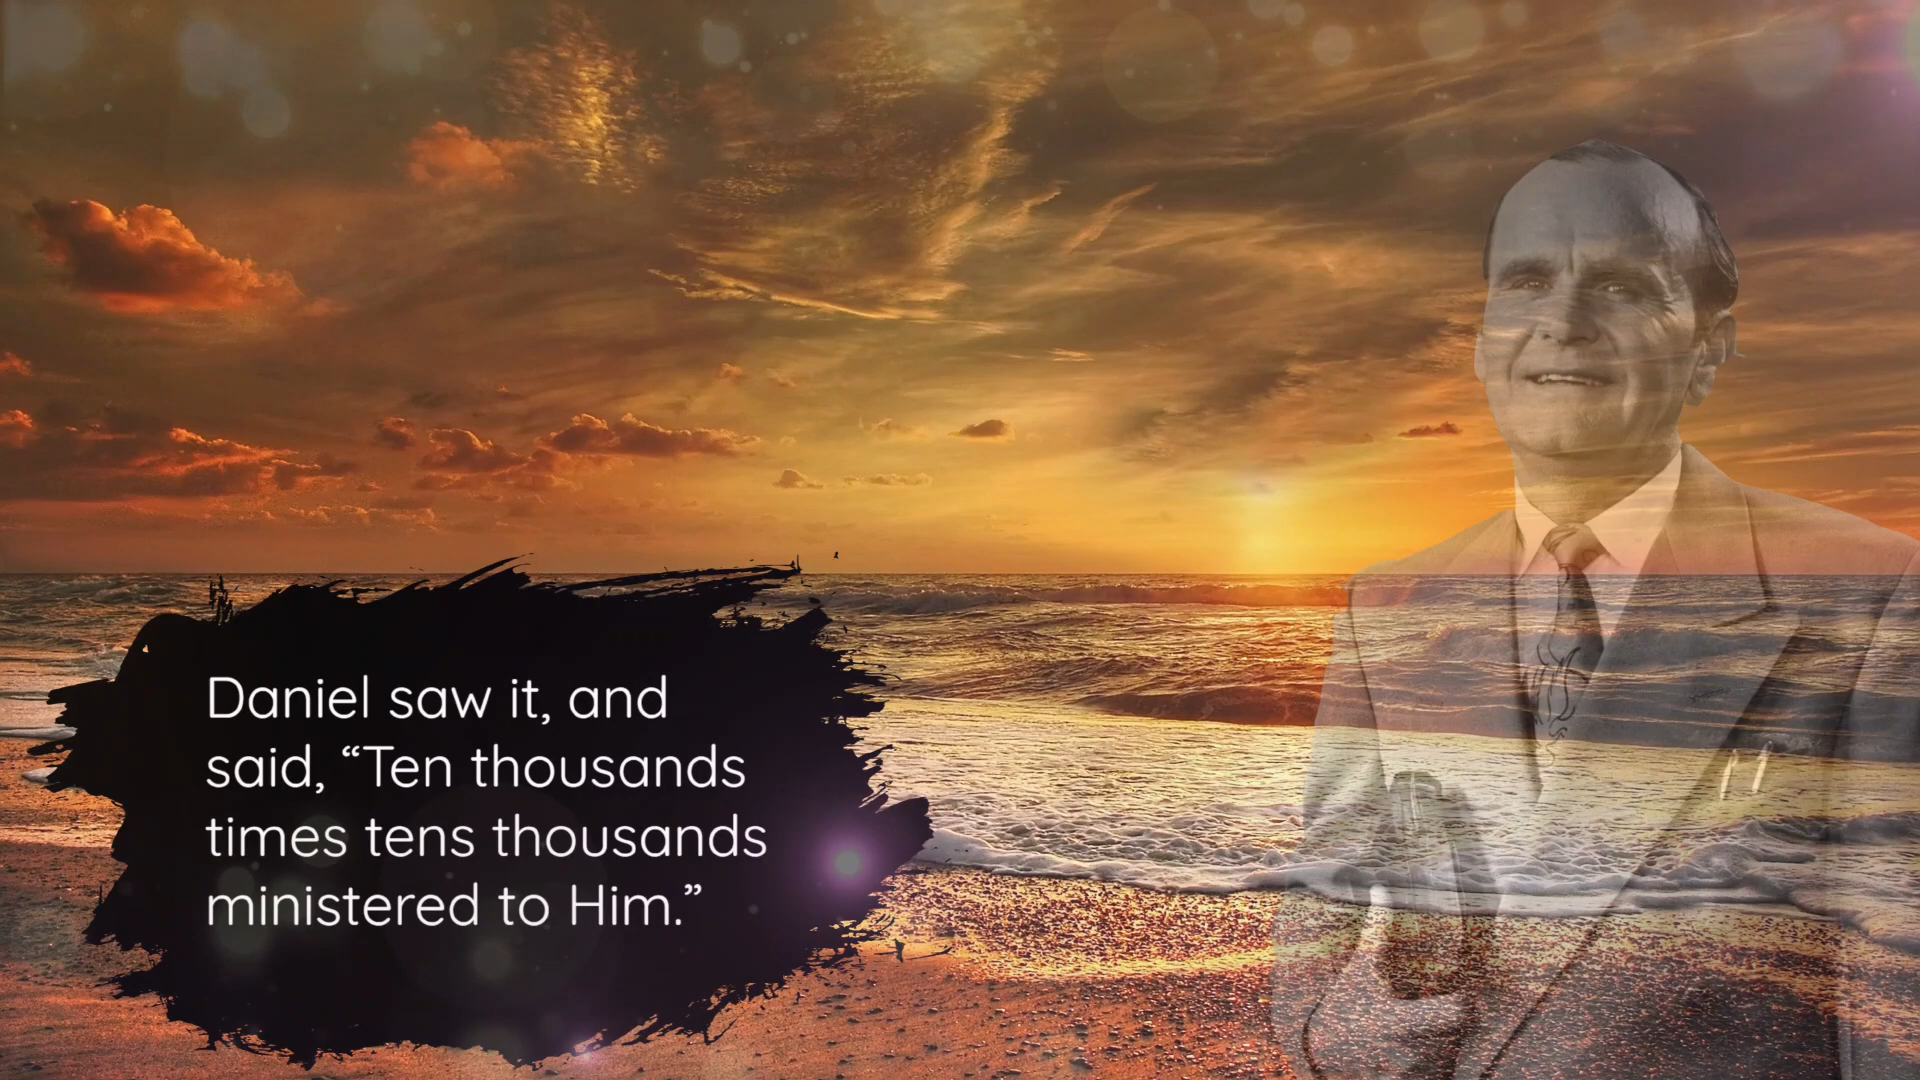 Daniel saw it, and
said, “Ten thousands
times tens thousands
ministered to Him.”